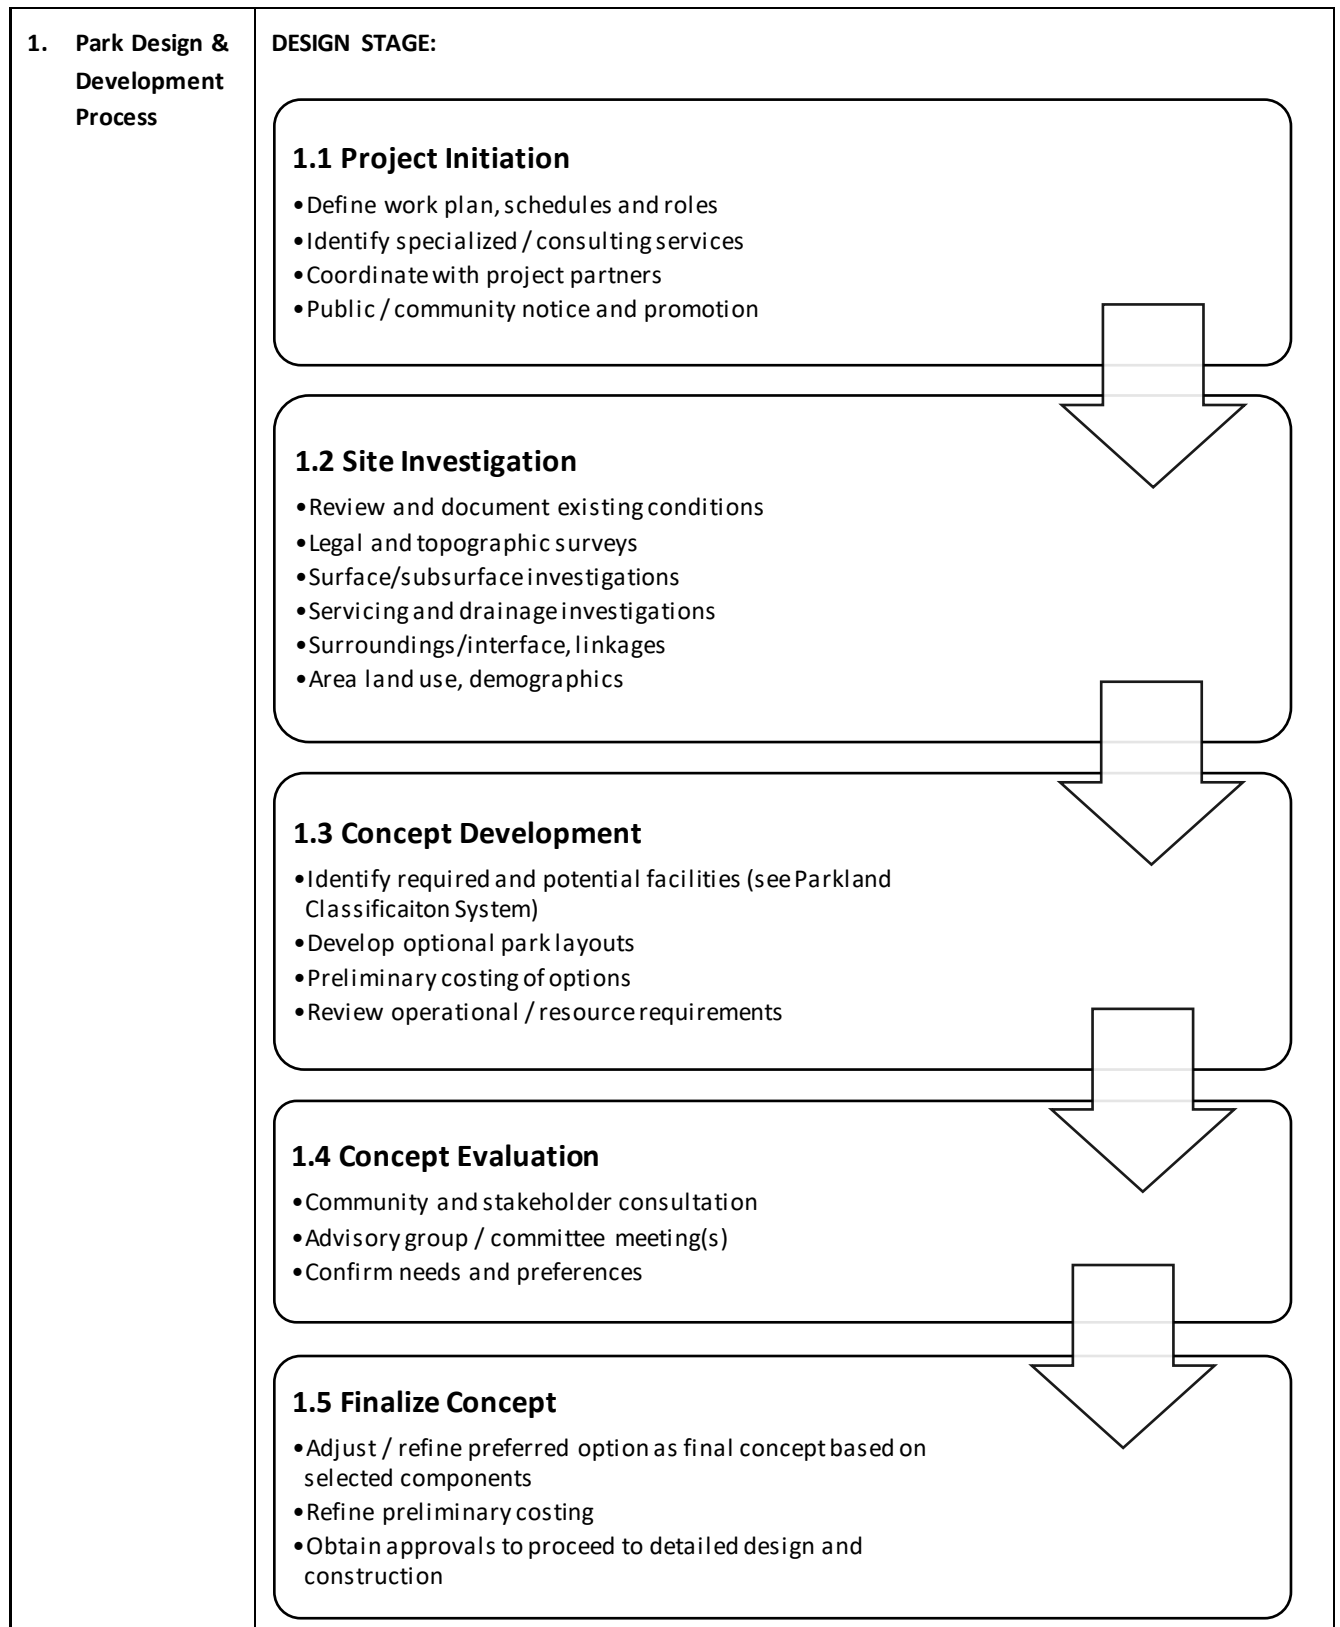 1. Park Design &
Development
Process
DESIGN STAGE:
1.1 Project Initiation
•Define work plan, schedules and roles
•Identify specialized / consulting services
•Coordinate with project partners
•Public / community notice and promotion
1.2 Site Investigation
•Review and document existing conditions
•Legal and topographic surveys
•Surface/subsurface investigations
•Servicing and drainage investigations
•Surroundings/interface, linkages
•Area land use, demographics
1.3 Concept Development
•Identify required and potential facilities (see Parkland
Classificaiton System)
•Develop optional park layouts
•Preliminary costing of options
•Review operational / resource requirements
1.4 Concept Evaluation
•Community and stakeholder consultation
•Advisory group / committee meeting(s)
•Confirm needs and preferences
1.5 Finalize Concept
•Adjust / refine preferred option as final concept based on
selected components
•Refine preliminary costing
•Obtain approvals to proceed to detailed design and
construction